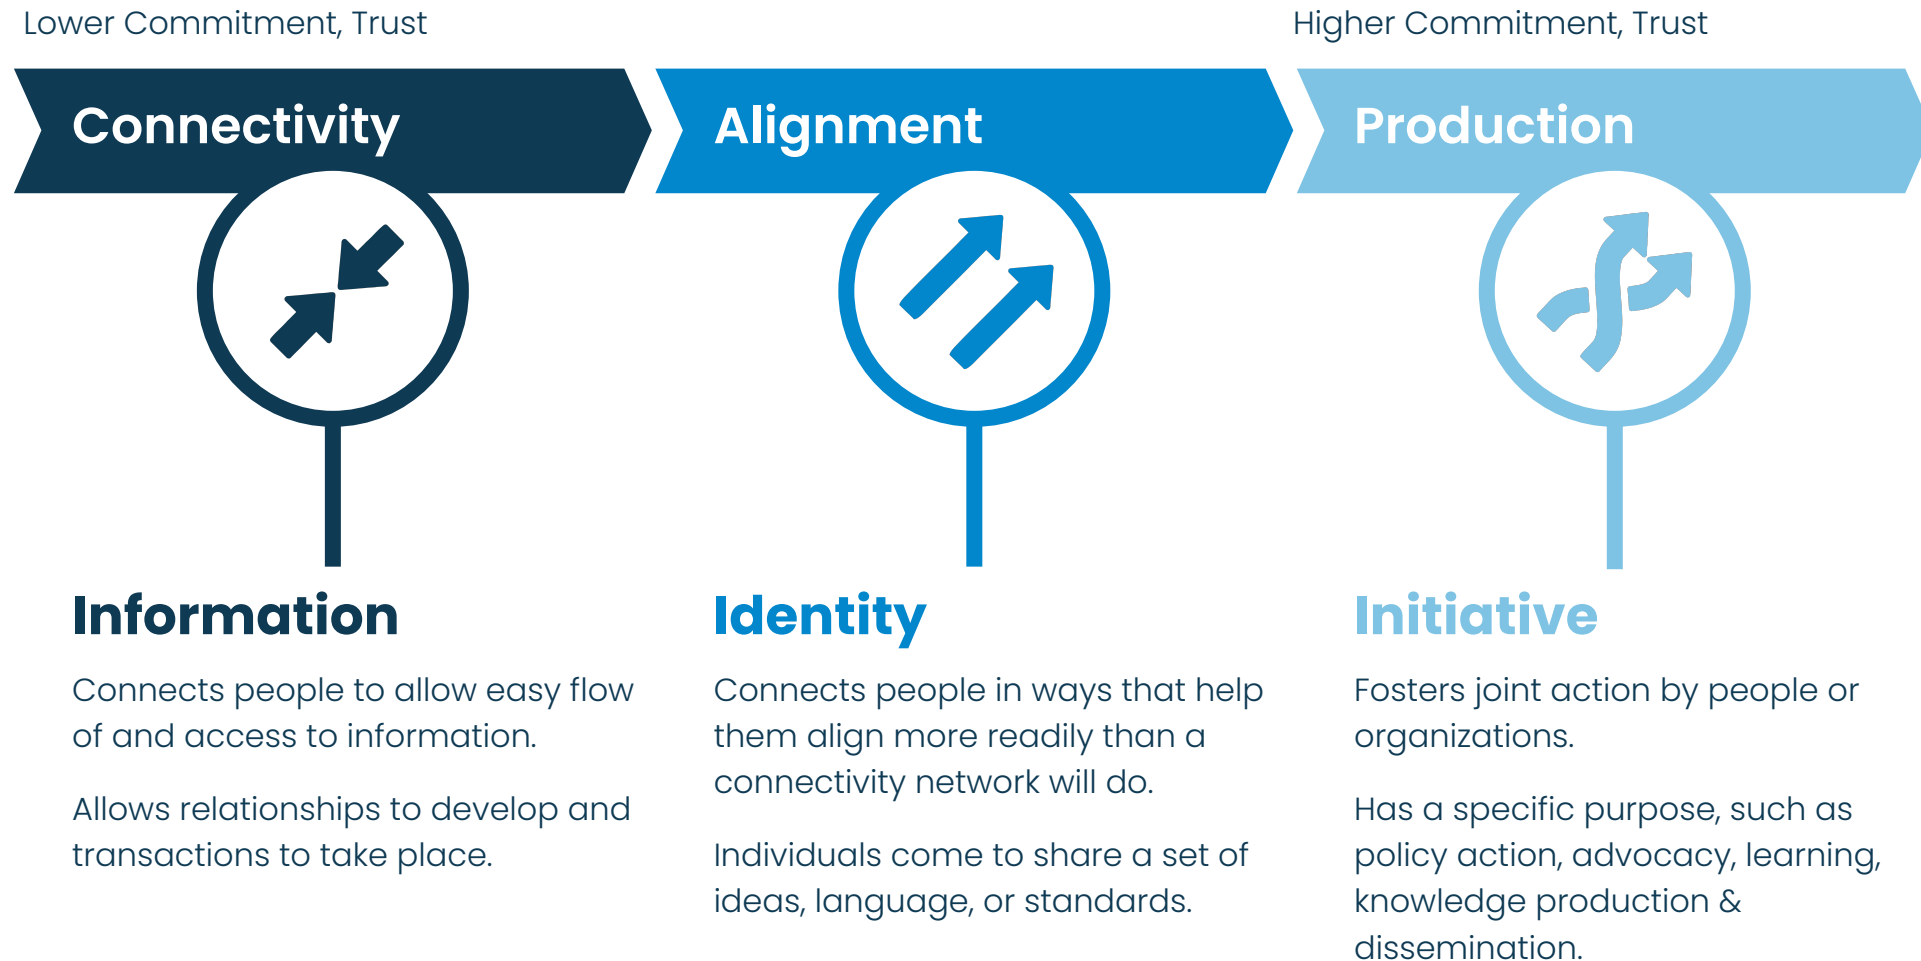 Lower Commitment, Trust
Higher Commitment, Trust
Connectivity
Alignment
Production
Information
Connects people to allow easy flow
of and access to information.
Allows relationships to develop and
transactions to take place.
Identity
Connects people in ways that help
them align more readily than a
connectivity network will do.
Individuals come to share a set of
ideas, language, or standards.
Initiative
Fosters joint action by people or
organizations.
Has a specific purpose, such as
policy action, advocacy, learning,
knowledge production &
dissemination.